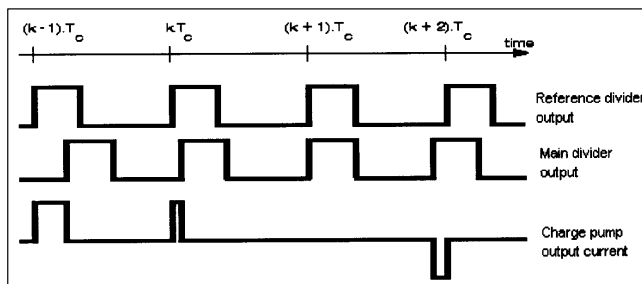 (k-1).Tc kTc (k+1).Tc (k+2).Tc
time
Reference divider
output
Main divider
output
Charge pump
output current